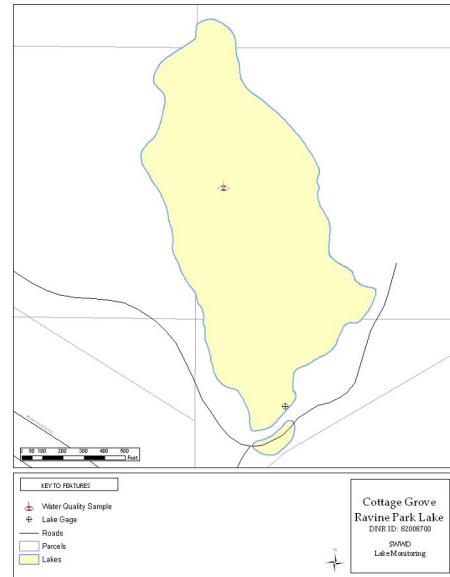 0 50 100 200 300 400 500
Feet
KEY TO FEATURES
Water Quality Sample
Lake Gage
Roads
Parcels
Lakes
Cottage Grove
Ravine Park Lake
DNR ID: 82008700
SWWD
Lake Monitoring
N